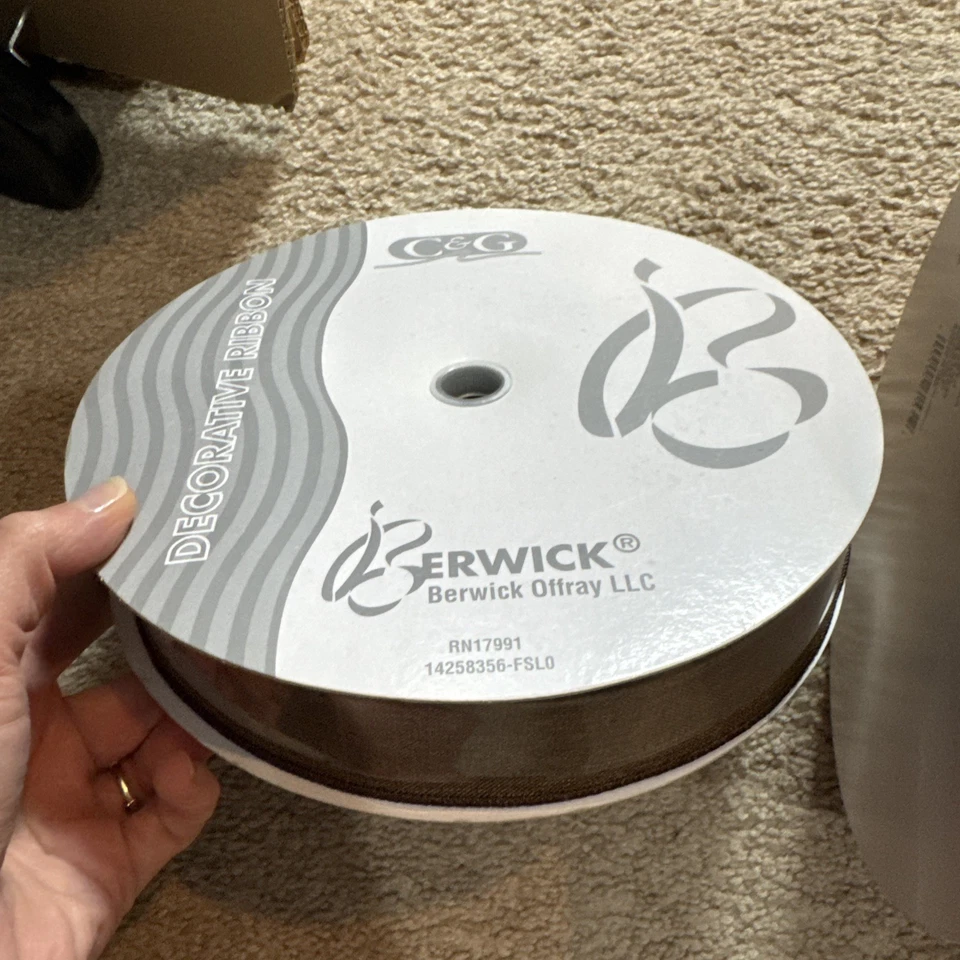 C&G
DECORATIVE RIBBON
BERWICK®
Berwick Offray LLC
RN17991
14258356-FSL0